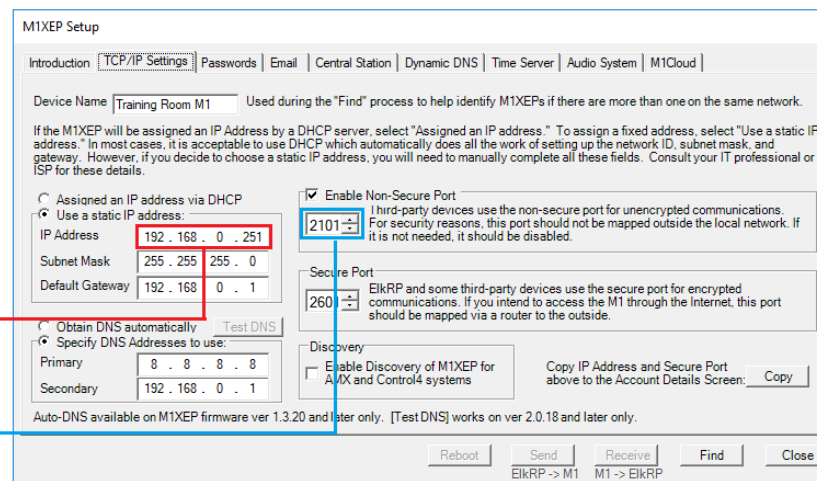 M1XEP Setup
Introduction TCP/IP Settings Passwords Email Central Station Dynamic DNS Time Server Audio System M1Cloud
Device Name Training Room M1 Used during the "Find" process to help identify M1XEPs if there are more than one on the same network.
If the M1XEP will be assigned an IP Address by a DHCP server, select "Assigned an IP address." To assign a fixed address, select "Use a static IP
address." In most cases, it is acceptable to use DHCP which automatically does all the work of setting up the network ID, subnet mask, and
gateway. However, if you decide to choose a static IP address, you will need to manually complete all these fields. Consult your IT professional or
ISP for these details.
Assigned an IP address via DHCP
Use a static IP address:
IP Address 192 . 168 . 0 . 251
Subnet Mask 255 . 255 255 . 0
Default Gateway 192 . 168 0 . 1
Obtain DNS automatically Test DNS
Specify DNS Addresses to use:
Primary 8 . 8 . 8 . 8
Secondary 192 . 168 . 0 . 1
Enable Non-Secure Port
2101
Third-party devices use the non-secure port for unencrypted communications.
For security reasons, this port should not be mapped outside the local network. If
it is not needed, it should be disabled.
Secure Port
2601
ElkRP and some third-party devices use the secure port for encrypted
communications. If you intend to access the M1 through the Internet, this port
should be mapped via a router to the outside.
Discovery
Enable Discovery of M1XEP for
AMX and Control4 systems
Copy IP Address and Secure Port
above to the Account Details Screen: Copy
Auto-DNS available on M1XEP firmware ver 1.3.20 and later only. [Test DNS] works on ver 2.0.18 and later only.
Reboot Send Receive Find Close
ElkRP -> M1 M1 -> ElkRP